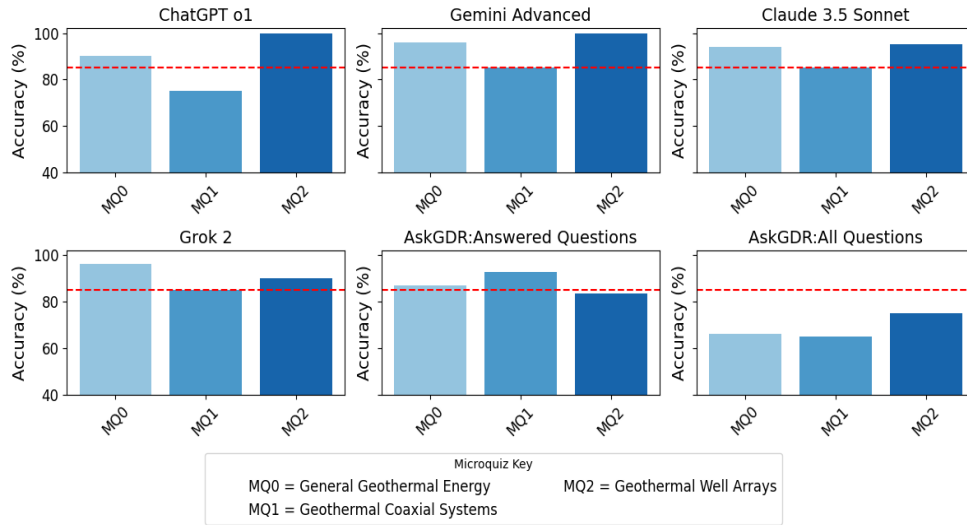 ChatGPT o1
Gemini Advanced
Claude 3.5 Sonnet
Accuracy (%)
100
80
60
40
MQ0
MQ1
MQ2
Accuracy (%)
MQ0
MQ1
MQ2
Accuracy (%)
MQ0
MQ1
MQ2
Grok 2
AskGDR:Answered Questions
AskGDR:All Questions
Accuracy (%)
100
80
60
40
MQ0
MQ1
MQ2
Accuracy (%)
MQ0
MQ1
MQ2
Accuracy (%)
MQ0
MQ1
MQ2
Microquiz Key
MQ0 = General Geothermal Energy
MQ2 = Geothermal Well Arrays
MQ1 = Geothermal Coaxial Systems